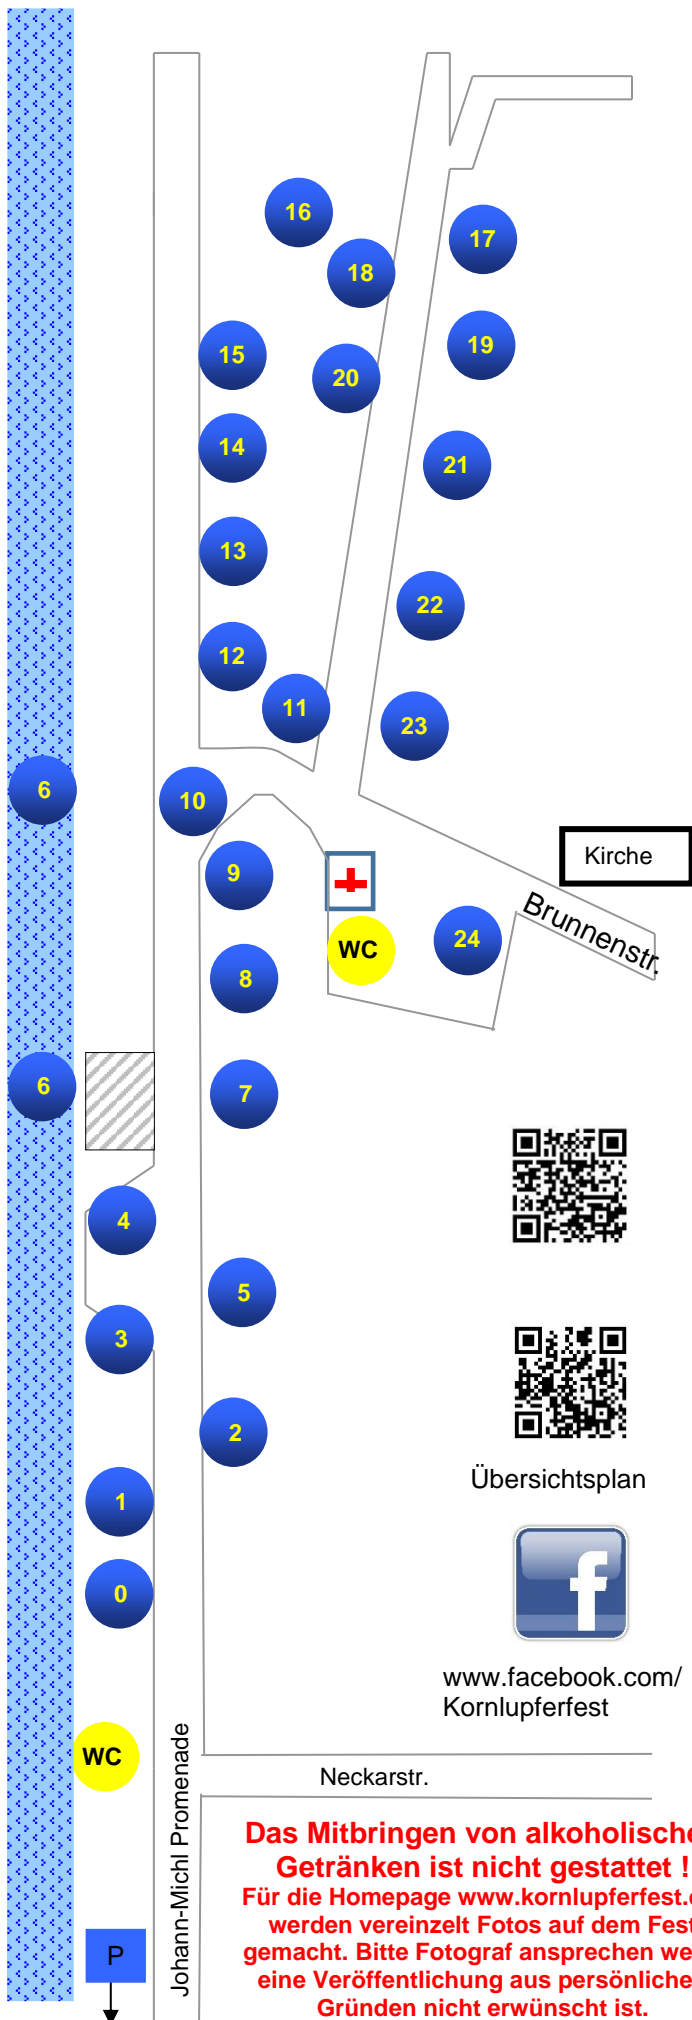 16
17
18
19
15
20
14
21
13
22
12
11
23
6
10
Kirche
9
Brunnenstr.
WC
24
8
6
7
4
5
3
2
Übersichtsplan
1
0
f
www.facebook.com/
Kornlupferfest
WC
Johann-Michl Promenade
Neckarstr.
Das Mitbringen von alkoholische
Getränken ist nicht gestattet !
Für die Homepage www.kornlupferfest.
werden vereinzelt Fotos auf dem Fest
gemacht. Bitte Fotograf ansprechen we
eine Veröffentlichung aus persönliche
Gründen nicht erwünscht ist.
P